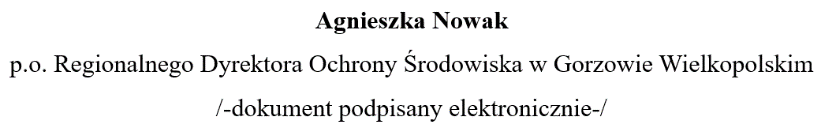 Agnieszka Nowak
p.o. Regionalnego Dyrektora Ochrony Środowiska w Gorzowie Wielkopolskim
/-dokument podpisany elektronicznie-/